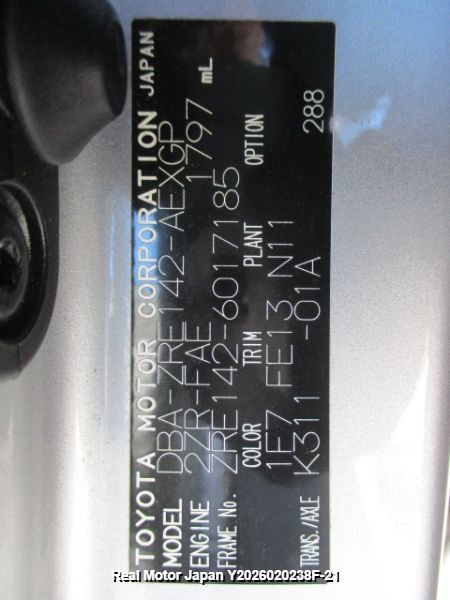 TOYOTA MOTOR CORPORATION JAPAN
MODEL DBA-ZRE142-AEXGP
ENGINE 2ZR-FAE 1797 mL
FRAME No. ZRE142-6017185
COLOR TRIM PLANT OPTION
1E7 FE13 N11
TRANS./AXLE K311 -01A 288
Real Motor Japan Y2026020238F-21